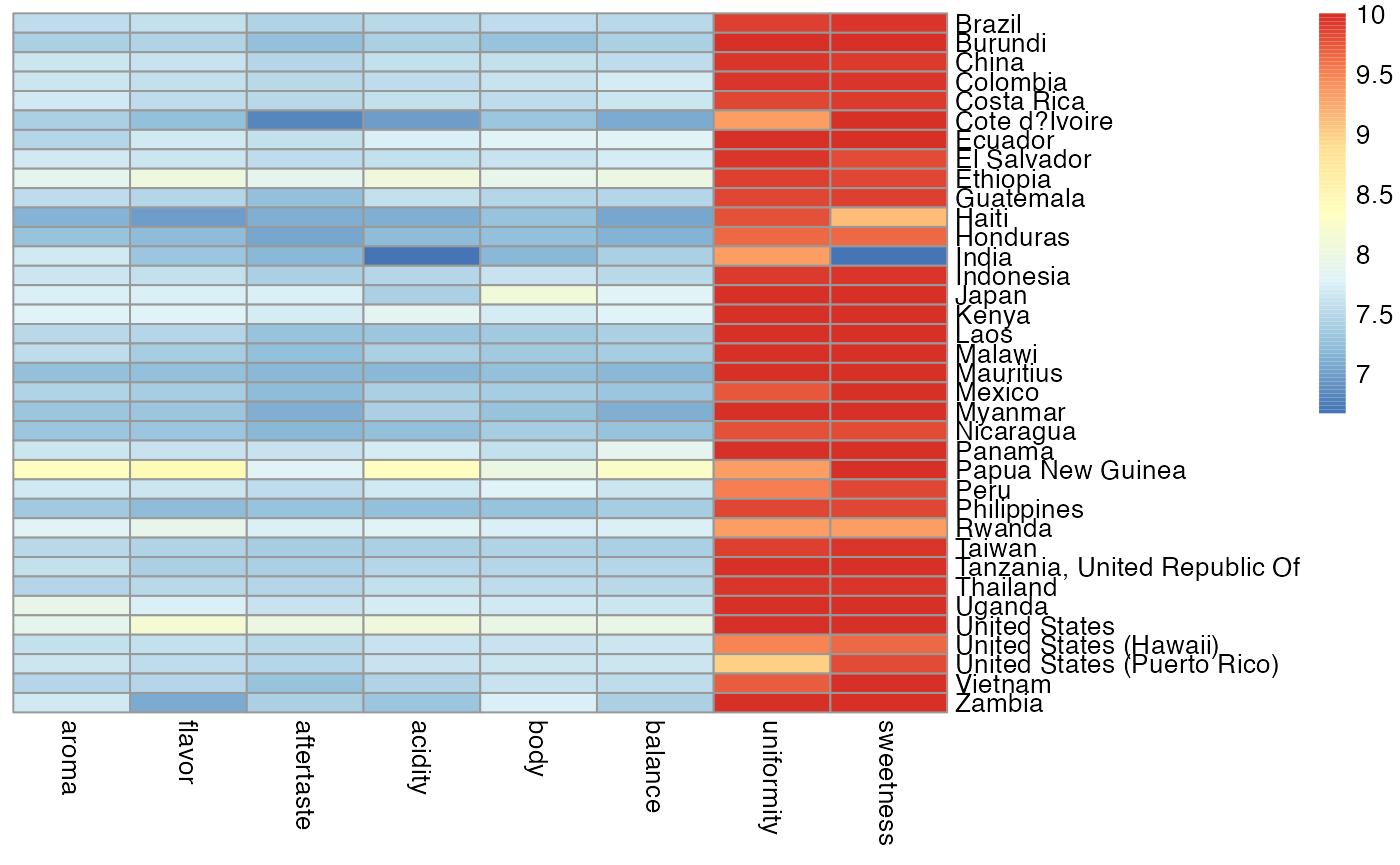 Brazil
Burundi
China
Colombia
Costa Rica
Cote d?Ivoire
Ecuador
El Salvador
Ethiopia
Guatemala
Haiti
Honduras
India
Indonesia
Japan
Kenya
Laos
Malawi
Mauritius
Mexico
Myanmar
Nicaragua
Panama
Papua New Guinea
Peru
Philippines
Rwanda
Taiwan
Tanzania, United Republic Of
Thailand
Uganda
United States
United States (Hawaii)
United States (Puerto Rico)
Vietnam
Zambia
aroma
flavor
aftertaste
acidity
body
balance
uniformity
sweetness
10
9.5
9
8.5
8
7.5
7